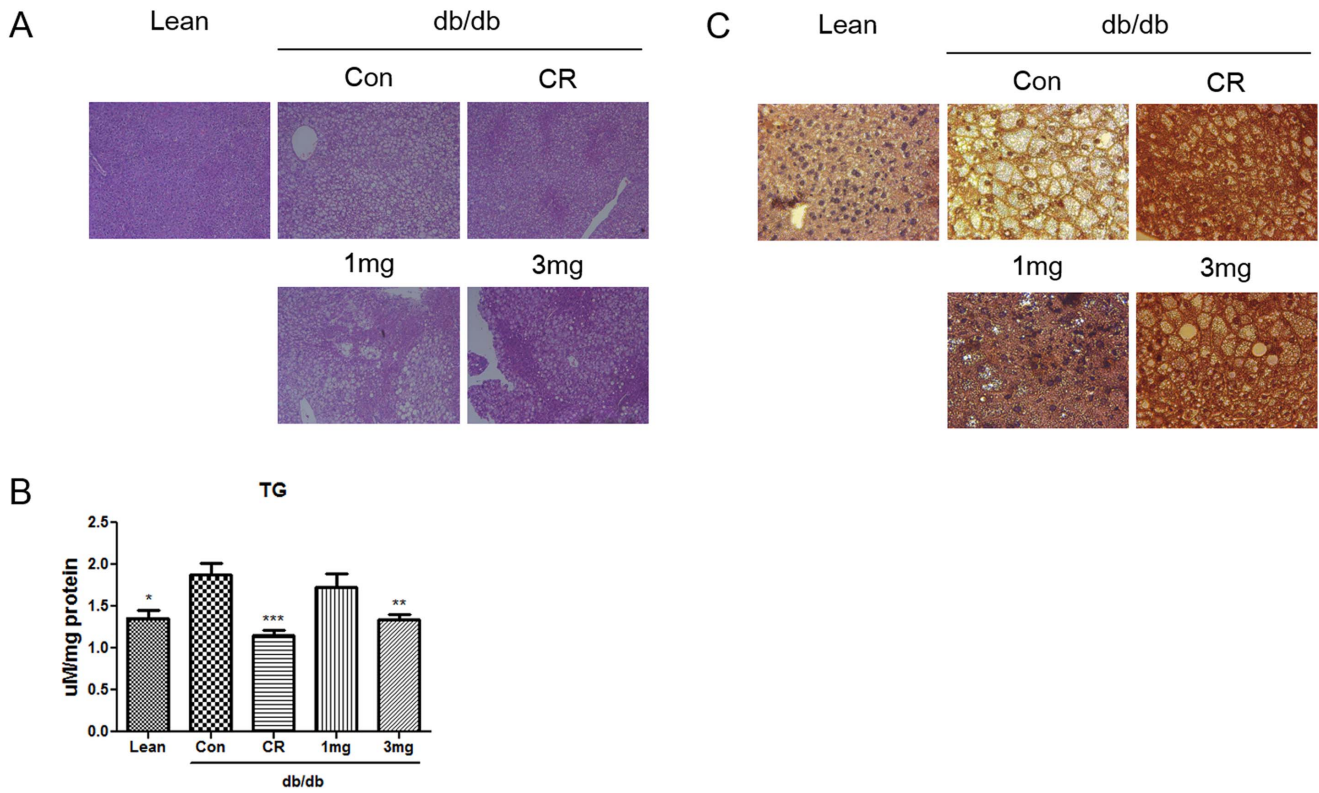 A
Lean
db/db
Con
CR
1mg
3mg
C
Lean
db/db
Con
CR
1mg
3mg
B
TG
uM/mg protein
2.5
2.0
1.5
1.0
0.5
0.0
*
***
**
Lean
Con
CR
1mg
3mg
db/db